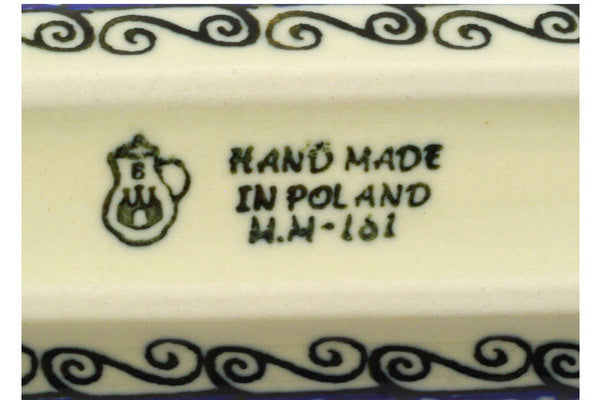 B
HAND MADE
IN POLAND
M.M-161